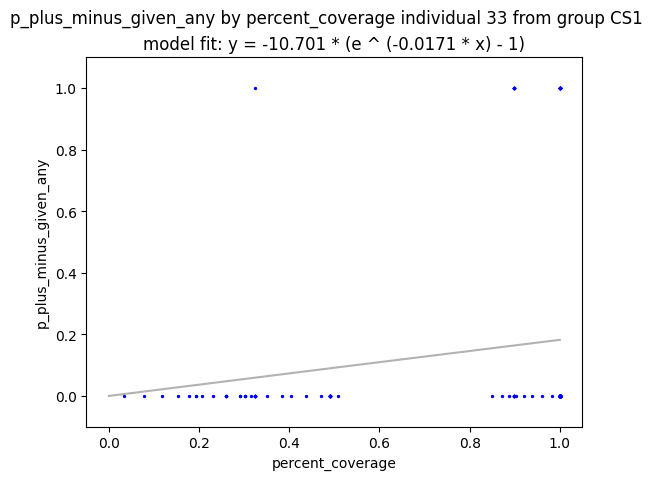 p_plus_minus_given_any by percent_coverage individual 33 from group CS1
model fit: y = -10.701 * (e ^ (-0.0171 * x) - 1)
1.0
0.8
0.6
0.4
0.2
0.0
p_plus_minus_given_any
0.0 0.2 0.4 0.6 0.8 1.0
percent_coverage